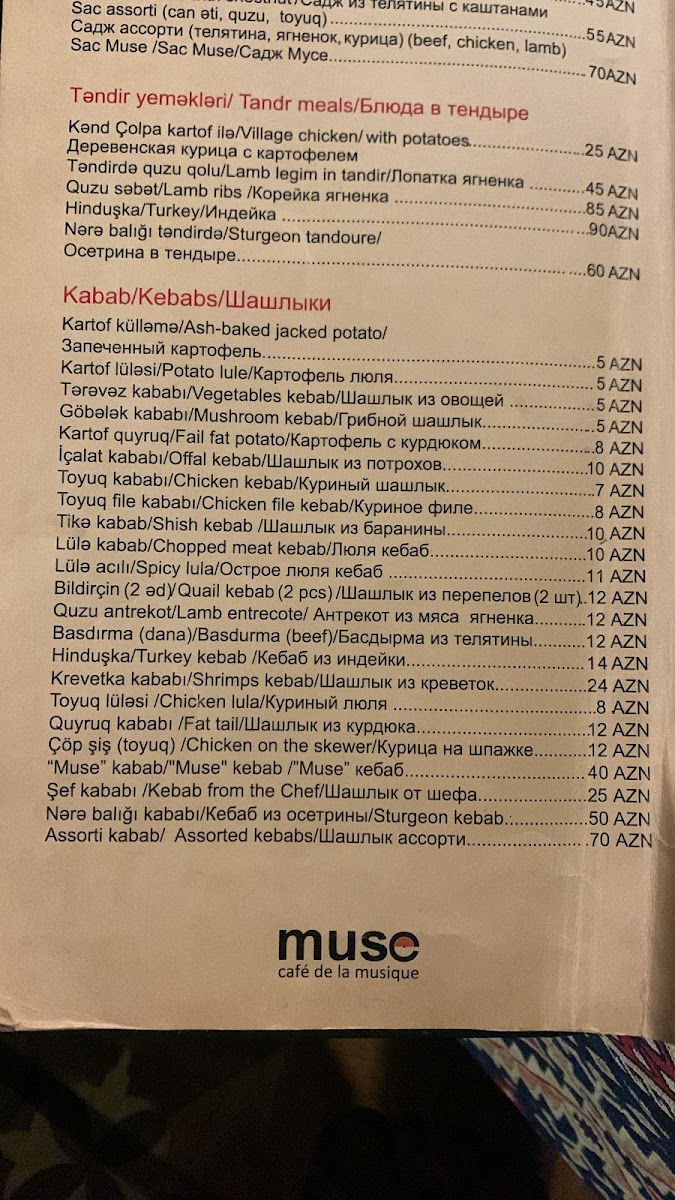 из телятины с каштанами
45AZN
Sac assorti (can əti, quzu, toyuq)
Садж ассорти (телятина, ягненок, курица) (beef, chicken, lamb)
55AZN
Sac Muse /Sac Muse/Садж Мусе.....70AZN
Təndir yeməkləri/ Tandr meals/Блюда в тендыре
Kənd Çolpa kartof ilə/Village chicken/ with potatoes.....25 AZN
Деревенская курица с картофелем
Təndirdə quzu qolu/Lamb legim in tandir/Лопатка ягненка .....45 AZN
Quzu səbət/Lamb ribs /Корейка ягненка .....85 AZN
Hinduşka/Turkey/Индейка .....90AZN
Nərə balığı təndirdə/Sturgeon tandoure/
Осетрина в тендыре.....60 AZN
Kabab/Kebabs/Шашлыки
Kartof külləmə/Ash-baked jacked potato/
Запеченный картофель.....5 AZN
Kartof lüləsi/Potato lule/Картофель люля.....5 AZN
Tərəvəz kababı/Vegetables kebab/Шашлык из овощей .....5 AZN
Göbələk kababı/Mushroom kebab/Грибной шашлык.....5 AZN
Kartof quyruq/Fail fat potato/Картофель с курдюком.....8 AZN
İçalat kababı/Offal kebab/Шашлык из потрохов.....10 AZN
Toyuq kababı/Chicken kebab/Куриный шашлык.....7 AZN
Toyuq file kababı/Chicken file kebab/Куриное филе.....8 AZN
Tikə kabab/Shish kebab /Шашлык из баранины.....10 AZN
Lülə kabab/Chopped meat kebab/Люля кебаб.....10 AZN
Lülə acılı/Spicy lula/Острое люля кебаб .....11 AZN
Bildirçin (2 əd)/Quail kebab (2 pcs) /Шашлык из перепелов (2 шт)..12 AZN
Quzu antrekot/Lamb entrecote/ Антрекот из мяса ягненка.....12 AZN
Basdırma (dana)/Basdurma (beef)/Басдырма из телятины.....12 AZN
Hinduşka/Turkey kebab /Кебаб из индейки.....14 AZN
Krevetka kababı/Shrimps kebab/Шашлык из креветок.....24 AZN
Toyuq lüləsi /Chicken lula/Куриный люля .....8 AZN
Quyruq kababı /Fat tail/Шашлык из курдюка.....12 AZN
Çöp şiş (toyuq) /Chicken on the skewer/Курица на шпажке.....12 AZN
“Muse” kabab/"Muse" kebab /”Muse” кебаб.....40 AZN
Şef kababı /Kebab from the Chef/Шашлык от шефа.....25 AZN
Nərə balığı kababı/Кебаб из осетрины/Sturgeon kebab.....50 AZN
Assorti kabab/ Assorted kebabs/Шашлык ассорти.....70 AZN
muse
café de la musique